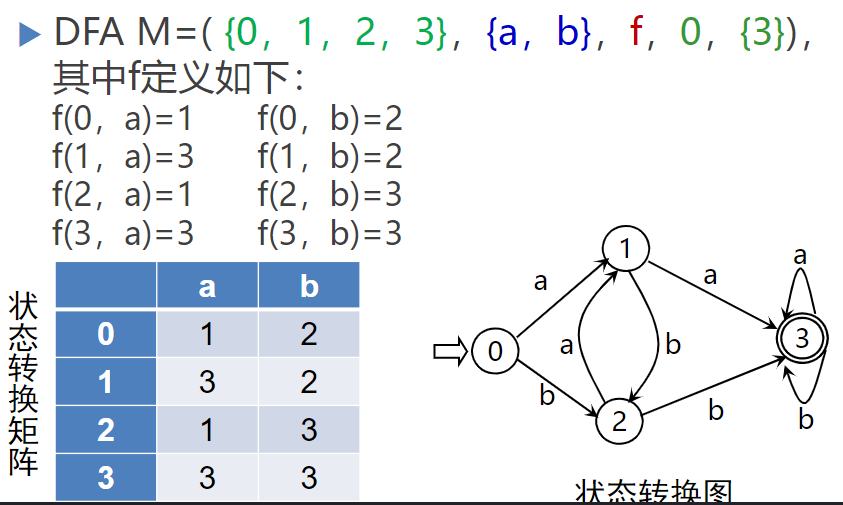 DFA M=( {0, 1, 2, 3}, {a, b}, f, 0, {3}),
其中f定义如下:
f(0, a)=1 f(0, b)=2
f(1, a)=3 f(1, b)=2
f(2, a)=1 f(2, b)=3
f(3, a)=3 f(3, b)=3
状态转换矩阵
a b
0 1 2
1 3 2
2 1 3
3 3 3
1
a
a
a
0
a
b
3
b
2
b
b
状态转换图